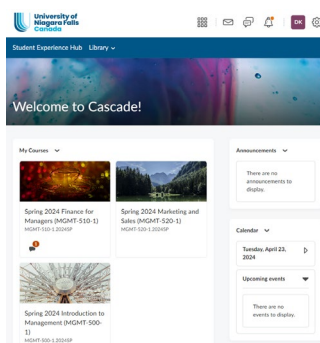 University of
Niagara Falls
Canada
DK
Student Experience Hub Library
Welcome to Cascade!
My Courses
Spring 2024 Finance for
Managers (MGMT-510-1)
MGMT-510-1.2024SP
Spring 2024 Marketing and
Sales (MGMT-520-1)
MGMT-520-1.2024SP
Spring 2024 Introduction to
Management (MGMT-500-
1)
MGMT-500-1.2024SP
Announcements
There are no
announcements to
display.
Calendar
Tuesday, April 23,
2024
Upcoming events
There are no
events to display.